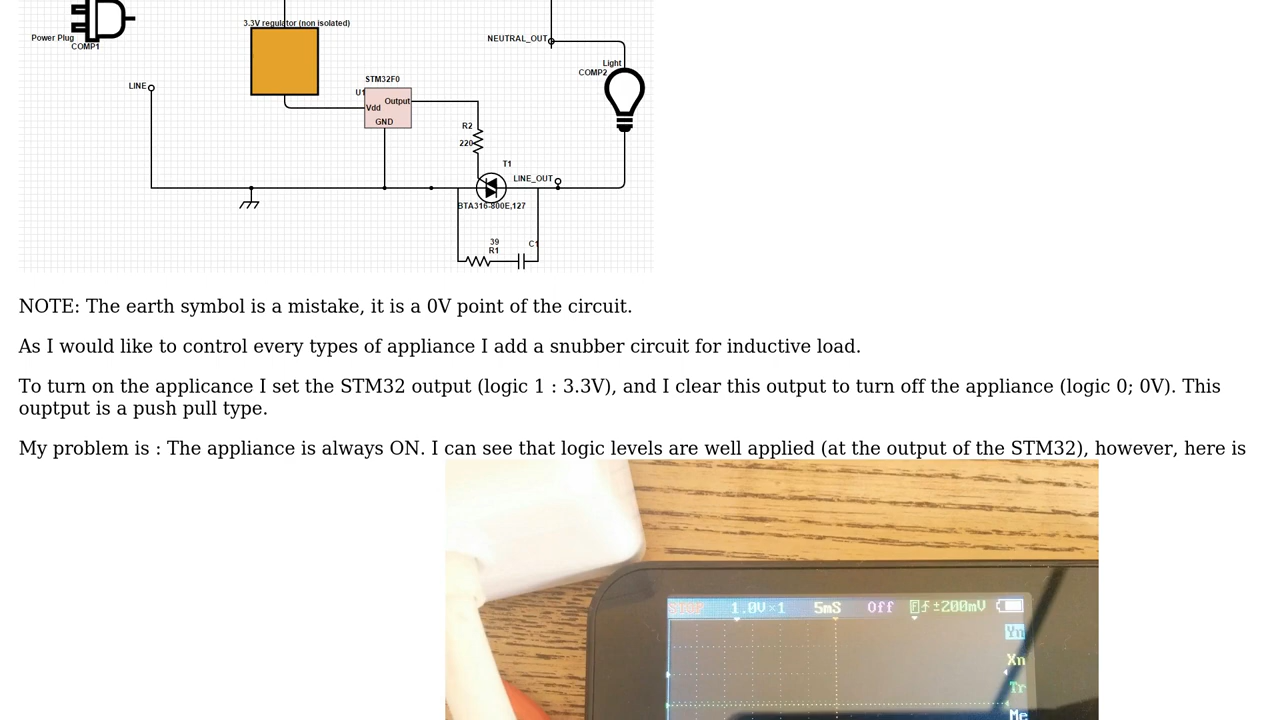 3.3V regulator (non isolated)
Power Plug
COMP1
NEUTRAL_OUT
Light
COMP2
STM32F0
LINE
U1
Output
Vdd
GND
R2
220
T1
LINE_OUT
BTA316-800E,127
39
R1
C1
NOTE: The earth symbol is a mistake, it is a 0V point of the circuit.
As I would like to control every types of appliance I add a snubber circuit for inductive load.
To turn on the applicance I set the STM32 output (logic 1 : 3.3V), and I clear this output to turn off the appliance (logic 0; 0V). This
ouptput is a push pull type.
My problem is : The appliance is always ON. I can see that logic levels are well applied (at the output of the STM32), however, here is
1.0V×1 5mS Off F ±200mV
Yn
Xn
Tr
Me